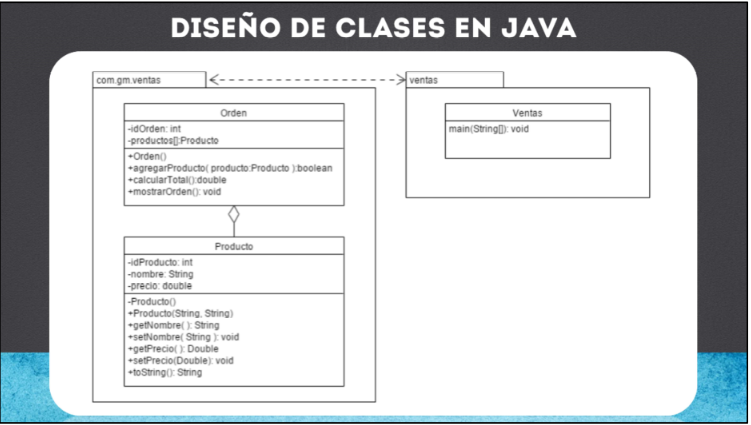 DISEÑO DE CLASES EN JAVA
com.gm.ventas
Orden
-idOrden: int
-productos[]:Producto
+Orden()
+agregarProducto( producto:Producto ):boolean
+calcularTotal():double
+mostrarOrden(): void
Producto
-idProducto: int
-nombre: String
-precio: double
-Producto()
+Producto(String, String)
+getNombre( ): String
+setNombre( String ): void
+getPrecio( ): Double
+setPrecio(Double): void
+toString(): String
ventas
Ventas
main(String[]): void